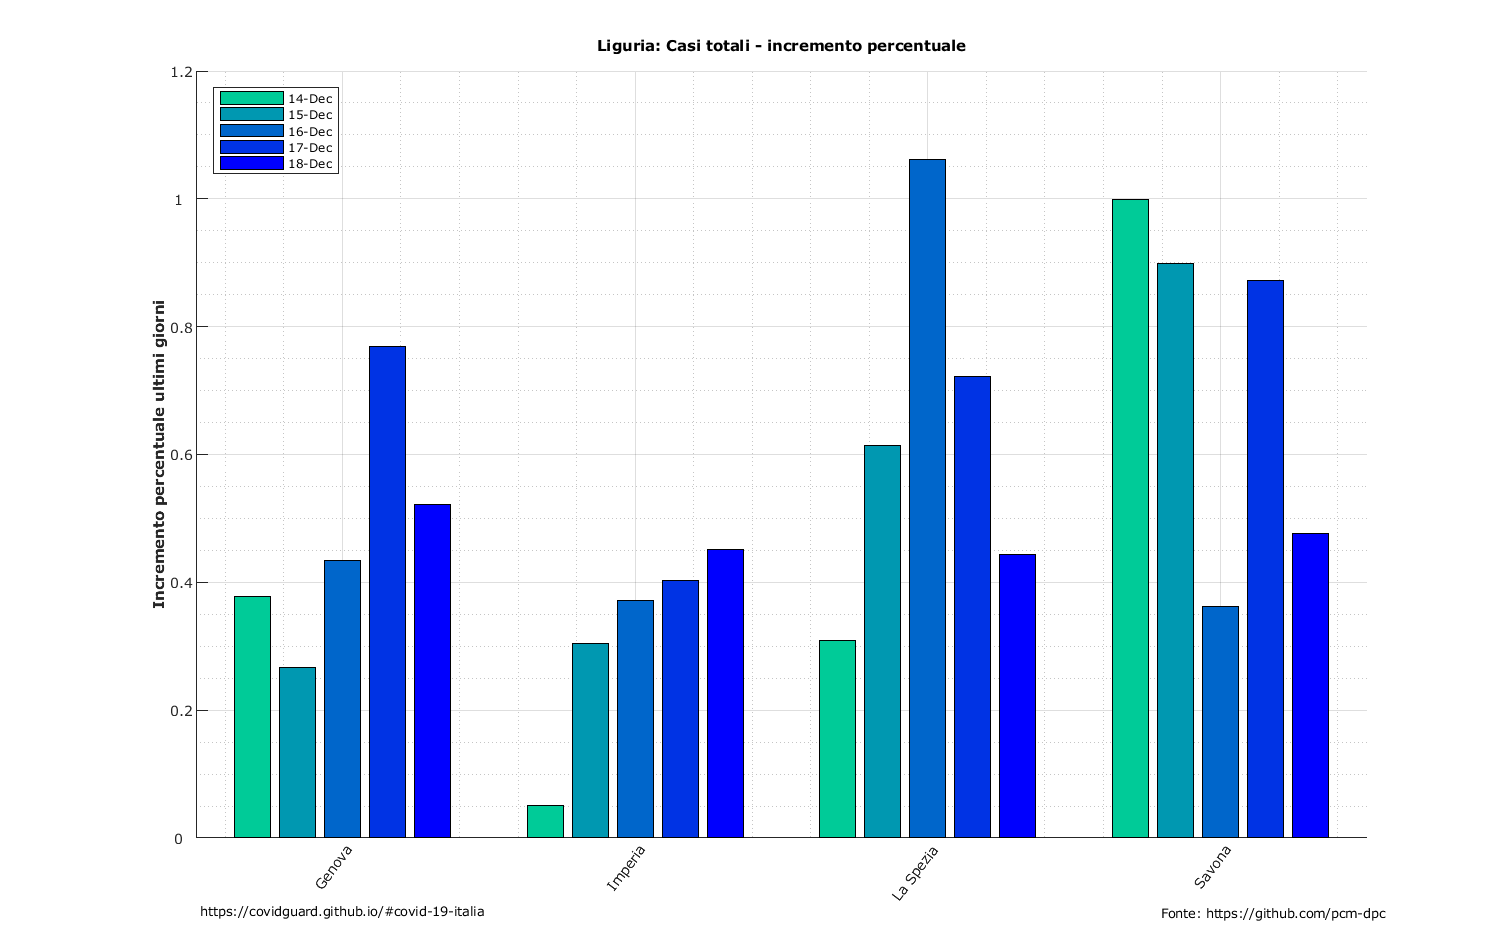 Liguria: Casi totali - incremento percentuale
1.2
1
0.8
0.6
0.4
0.2
0
Incremento percentuale ultimi giorni
14-Dec
15-Dec
16-Dec
17-Dec
18-Dec
Genova
Imperia
La Spezia
Savona
https://covidguard.github.io/#covid-19-italia
Fonte: https://github.com/pcm-dpc